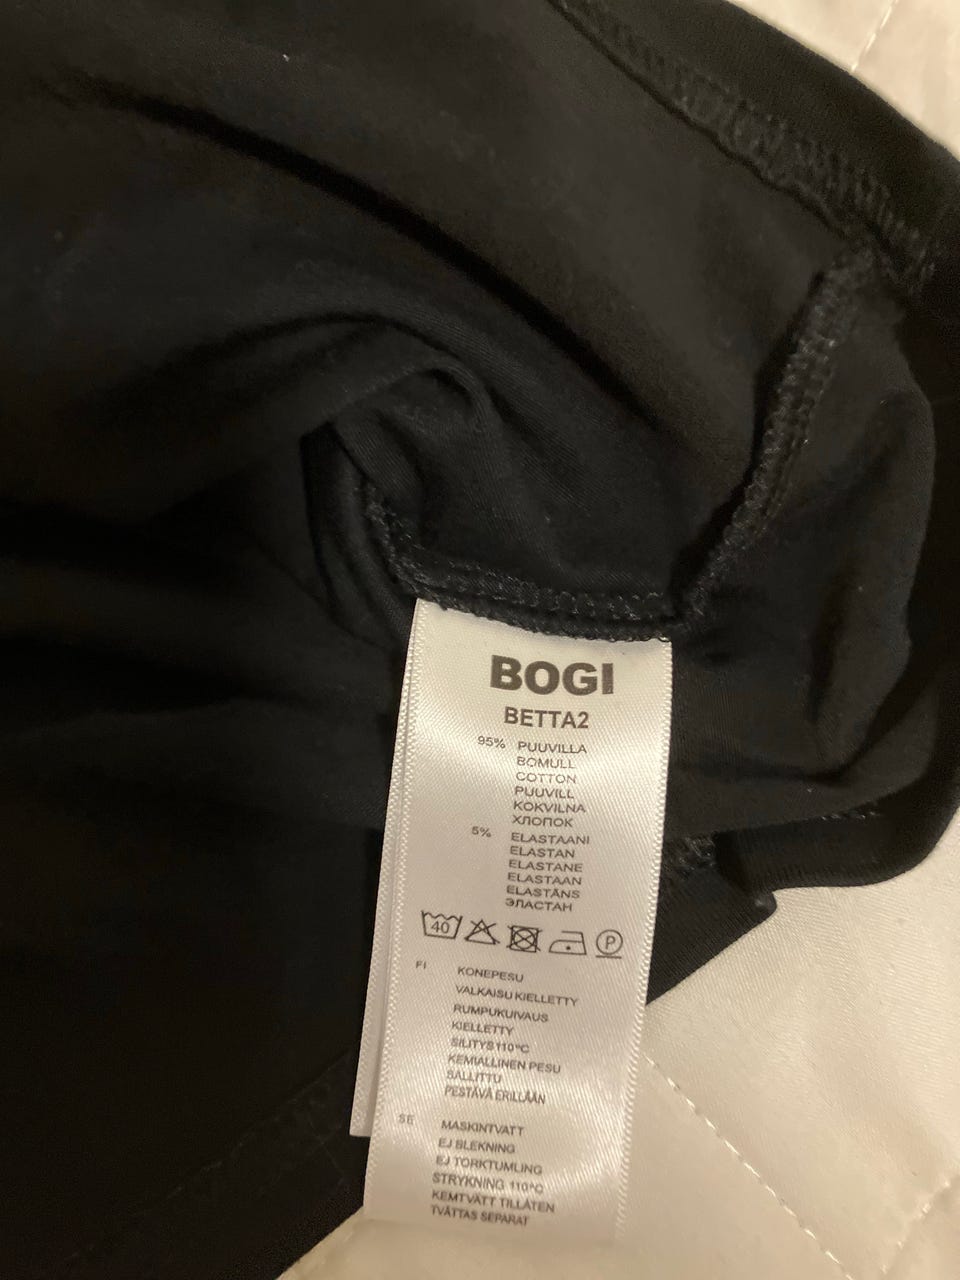 BOGI
BETTA2
95% PUUVILLA
BOMULL
COTTON
PUUVILL
KOKVILNA
ХЛОПОК
5% ELASTAANI
ELASTAN
ELASTANE
ELASTAAN
ELASTĀNS
ЭЛАСТАН
40 P
FI KONEPESU
VALKAISU KIELLETTY
RUMPUKUIVAUS
KIELLETTY
SILITYS 110°C
KEMIALLINEN PESU
SALLITTU
PESTÄVÄ ERILLÄÄN
SE MASKINTVATT
EJ BLEKNING
EJ TORKTUMLING
STRYKNING 110°C
KEMTVÄTT TILLÅTEN
TVÄTTAS SEPARAT